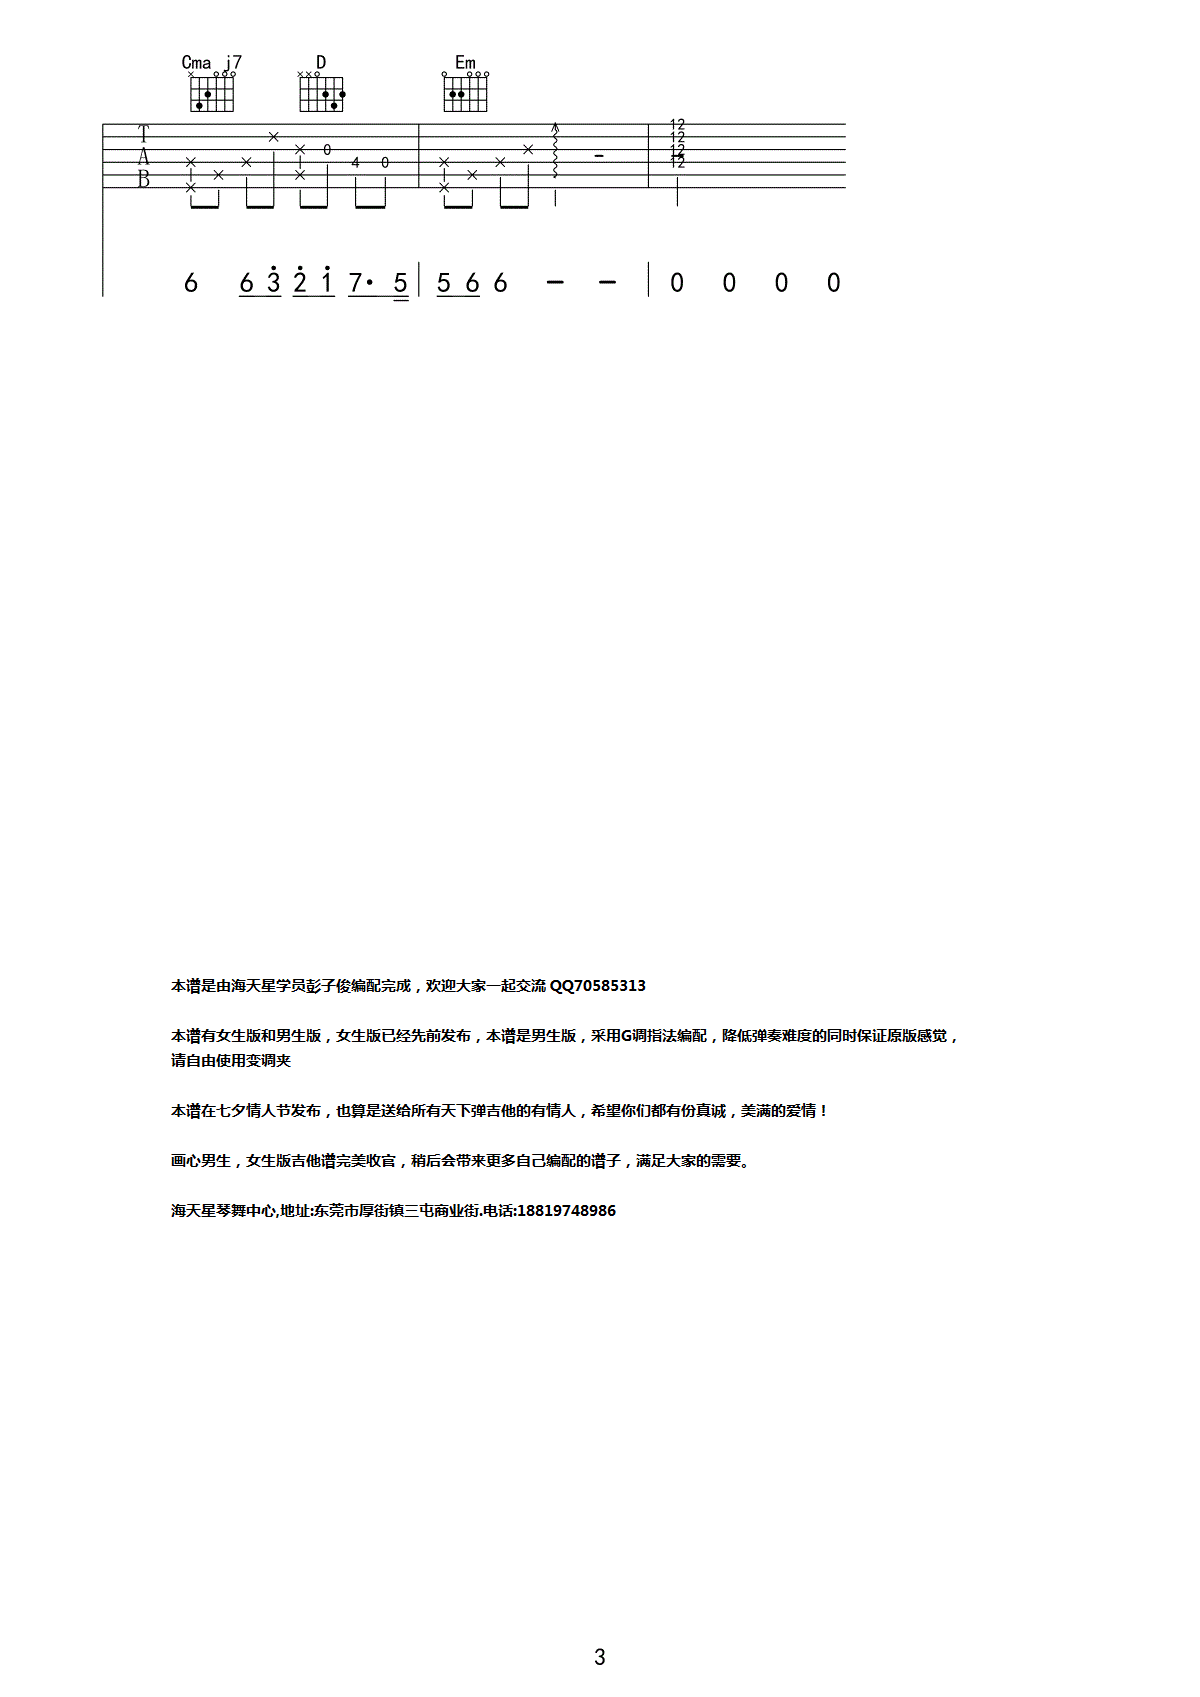 Cma j7 D Em
T
A
B
0 4 0
12
12
12
12
6 6 3 2 1 7· 5 5 6 6 - - 0 0 0 0
本谱是由海天星学员彭子俊编配完成，欢迎大家一起交流 QQ70585313
本谱有女生版和男生版，女生版已经先前发布，本谱是男生版，采用G调指法编配，降低弹奏难度的同时保证原版感觉，
请自由使用变调夹
本谱在七夕情人节发布，也算是送给所有天下弹吉他的有情人，希望你们都有份真诚，美满的爱情！
画心男生，女生版吉他谱完美收官，稍后会带来更多自己编配的谱子，满足大家的需要。
海天星琴舞中心,地址:东莞市厚街镇三屯商业街.电话:18819748986
3